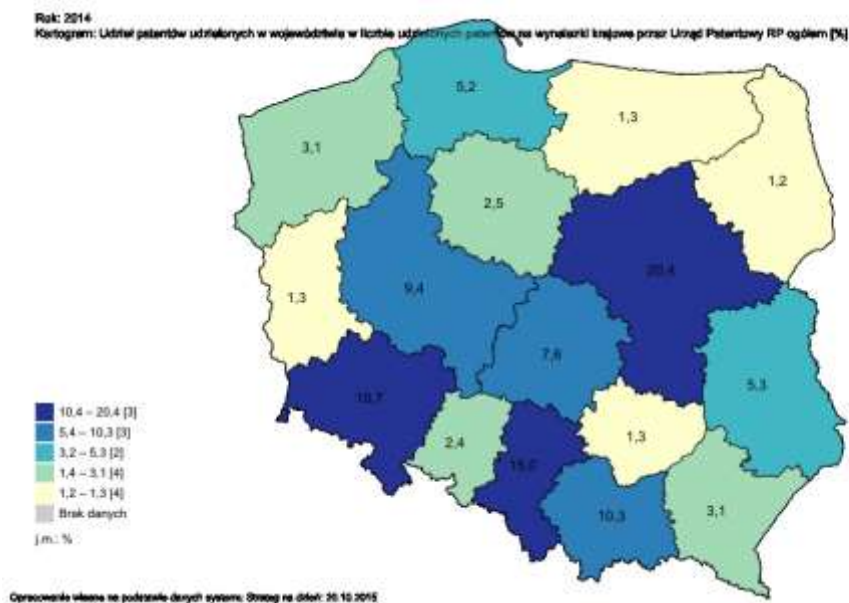 Rok: 2014
Kartogram: Udział patentów udzielonych w województwie w liczbie udzielonych patentów na wynalazki krajowe przez Urząd Patentowy RP ogółem [%]
5,2
1,3
3,1
1,2
2,5
20,4
1,3
9,4
7,6
5,3
10,7
2,4
1,3
10,3
3,1
10,4 – 20,4 [3]
5,4 – 10,3 [3]
3,2 – 5,3 [2]
1,4 – 3,1 [4]
1,2 – 1,3 [4]
Brak danych
j.m.: %
Opracowanie własne na podstawie danych systemu Strateg na dzień: 20.10.2015